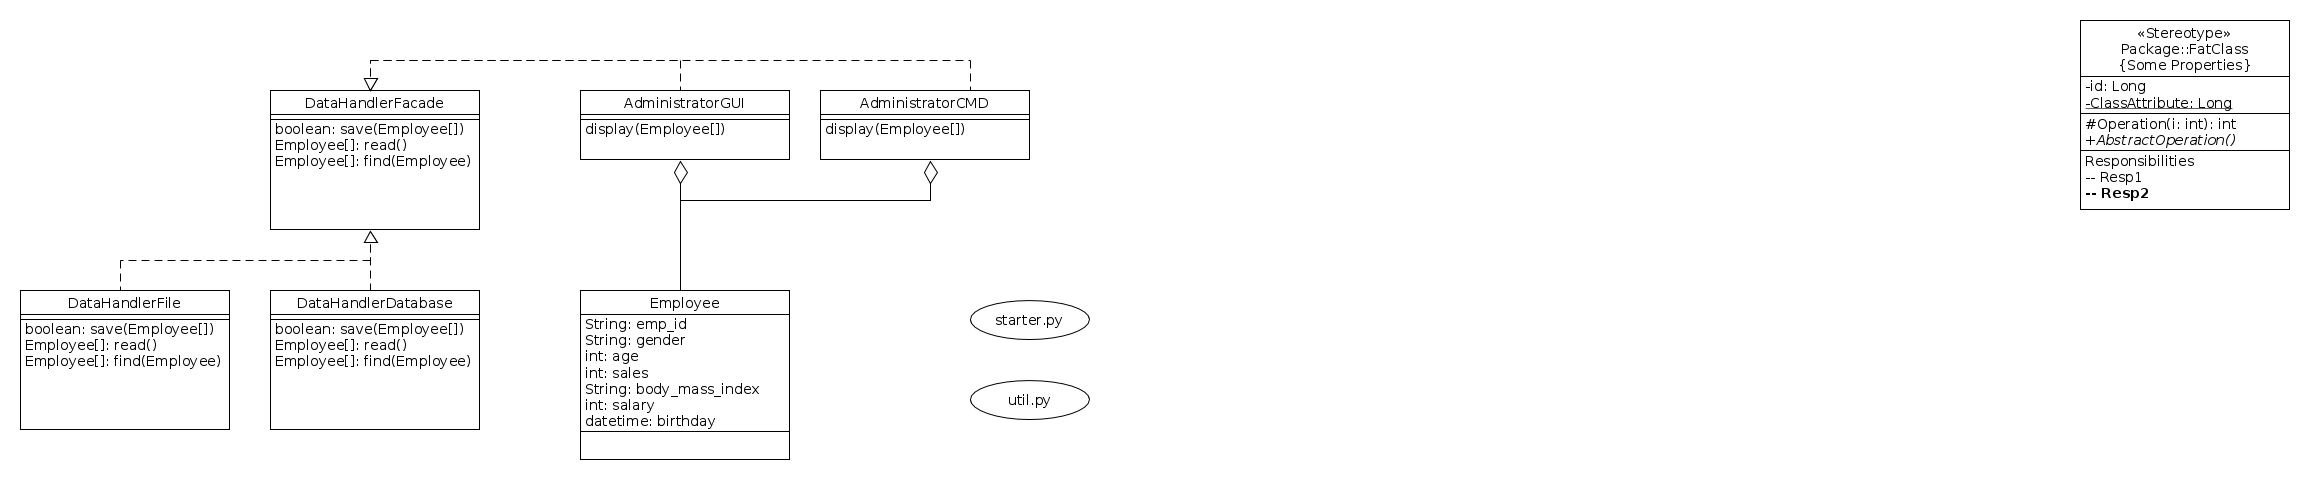 DataHandlerFacade
boolean: save(Employee[])
Employee[]: read()
Employee[]: find(Employee)
AdministratorGUI
display(Employee[])
AdministratorCMD
display(Employee[])
«Stereotype»
Package::FatClass
{Some Properties}
-id: Long
-ClassAttribute: Long
#Operation(i: int): int
+AbstractOperation()
Responsibilities
-- Resp1
-- Resp2
DataHandlerFile
boolean: save(Employee[])
Employee[]: read()
Employee[]: find(Employee)
DataHandlerDatabase
boolean: save(Employee[])
Employee[]: read()
Employee[]: find(Employee)
Employee
String: emp_id
String: gender
int: age
int: sales
String: body_mass_index
int: salary
datetime: birthday
starter.py
util.py